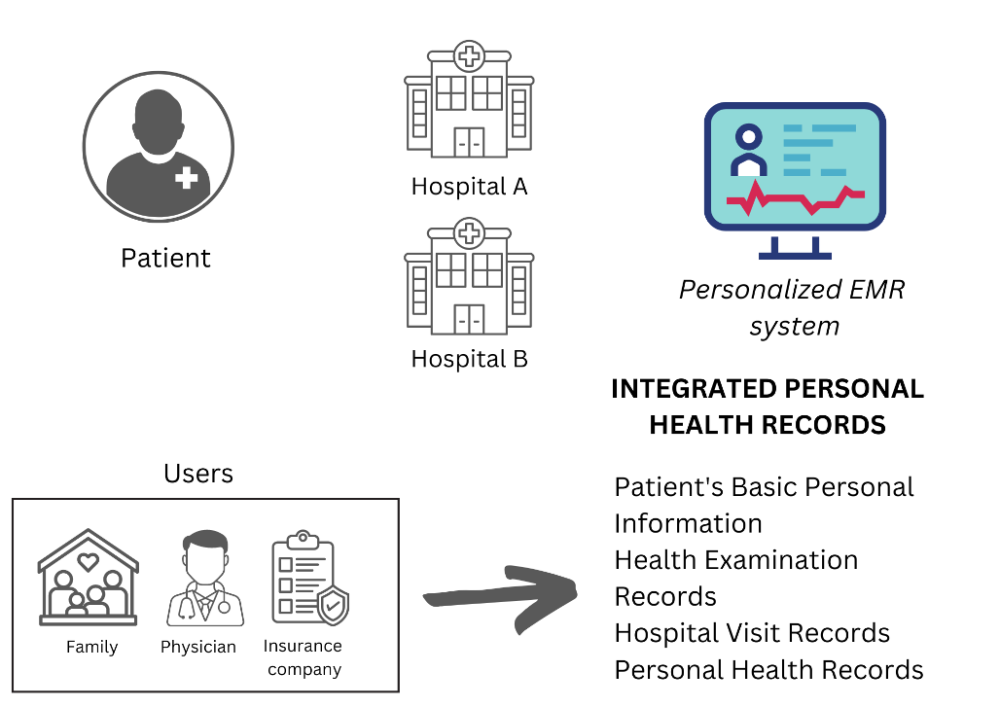 Patient
Hospital A
Hospital B
Personalized EMR
system
INTEGRATED PERSONAL
HEALTH RECORDS
Patient's Basic Personal
Information
Health Examination
Records
Hospital Visit Records
Personal Health Records
Users
Family
Physician
Insurance
company